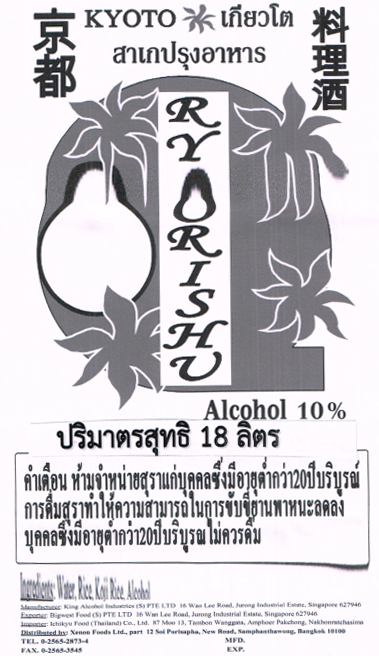 京都
KYOTO เกียวโต
料理酒
สาเกปรุงอาหาร
RYORISHU
Alcohol 10%
ปริมาตรสุทธิ 18 ลิตร
คำเตือน ห้ามจำหน่ายสุราแก่บุคคลซึ่งมีอายุต่ำกว่า20ปีบริบูรณ์
การดื่มสุราทำให้ความสามารถในการขับขี่ยานพาหนะลดลง
บุคคลซึ่งมีอายุต่ำกว่า20ปีบริบูรณ์ไม่ควรดื่ม
Ingredients: Water, Rice, Koji Rice, Alcohol
Manufacturer: King Alcohol Industries (S) PTE LTD 16 Wan Lee Road, Jurong Industrial Estate, Singapore 627946
Exporter: Bigwest Food (S) PTE LTD 16 Wan Lee Road, Jurong Industrial Estate, Singapore 627946
Importer: Ichikyu Food (Thailand) Co., Ltd. 87 Moo 13, Tambon Wanggata, Amphoer Pakchong, Nakhonratchasima
Distributed by: Xenon Foods Ltd., part 12 Soi Porisapha, New Road, Samphanthawong, Bangkok 10100
TEL. 0-2565-2873-4 MFD.
FAX. 0-2565-3545 EXP.